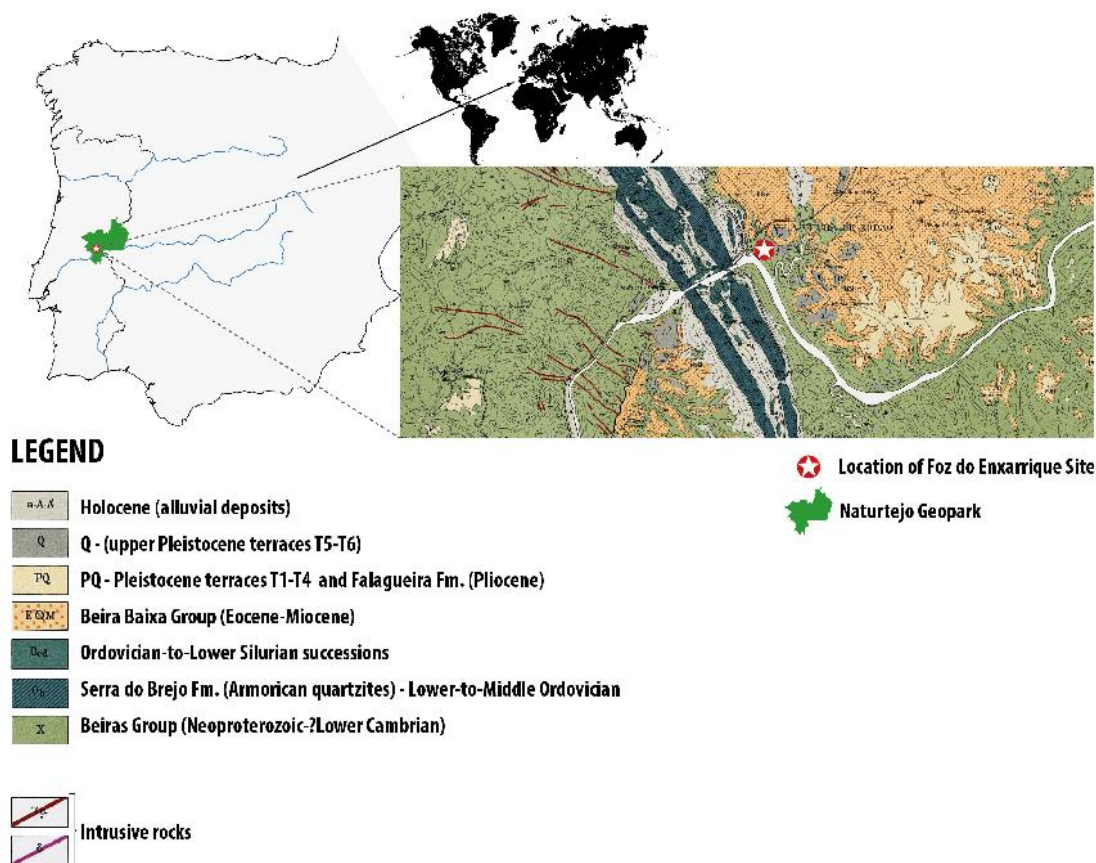 LEGEND
Holocene (alluvial deposits)
Q
Q - (upper Pleistocene terraces T5-T6)
PQ
PQ - Pleistocene terraces T1-T4 and Falagueira Fm. (Pliocene)
Beira Baixa Group (Eocene-Miocene)
Ordovician-to-Lower Silurian successions
Serra do Brejo Fm. (Armorican quartzites) - Lower-to-Middle Ordovician
X
Beiras Group (Neoproterozoic-?Lower Cambrian)
Intrusive rocks
Location of Foz do Enxarrique Site
Naturtejo Geopark